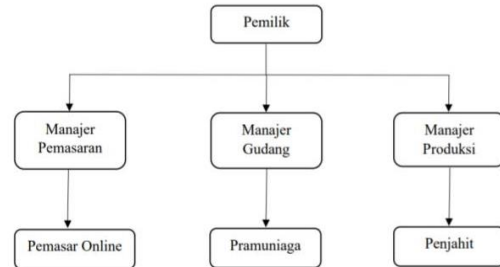 Pemilik
Manajer
Pemasaran
Manajer
Gudang
Manajer
Produksi
Pemasar Online
Pramuniaga
Penjahit